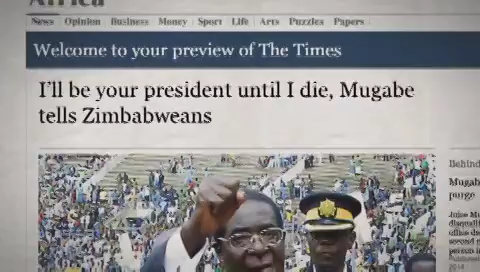 Africa
News Opinion Business Money Sport Life Arts Puzzles Papers
Welcome to your preview of The Times
I'll be your president until I die, Mugabe
tells Zimbabweans
Behind
Mugab
purge